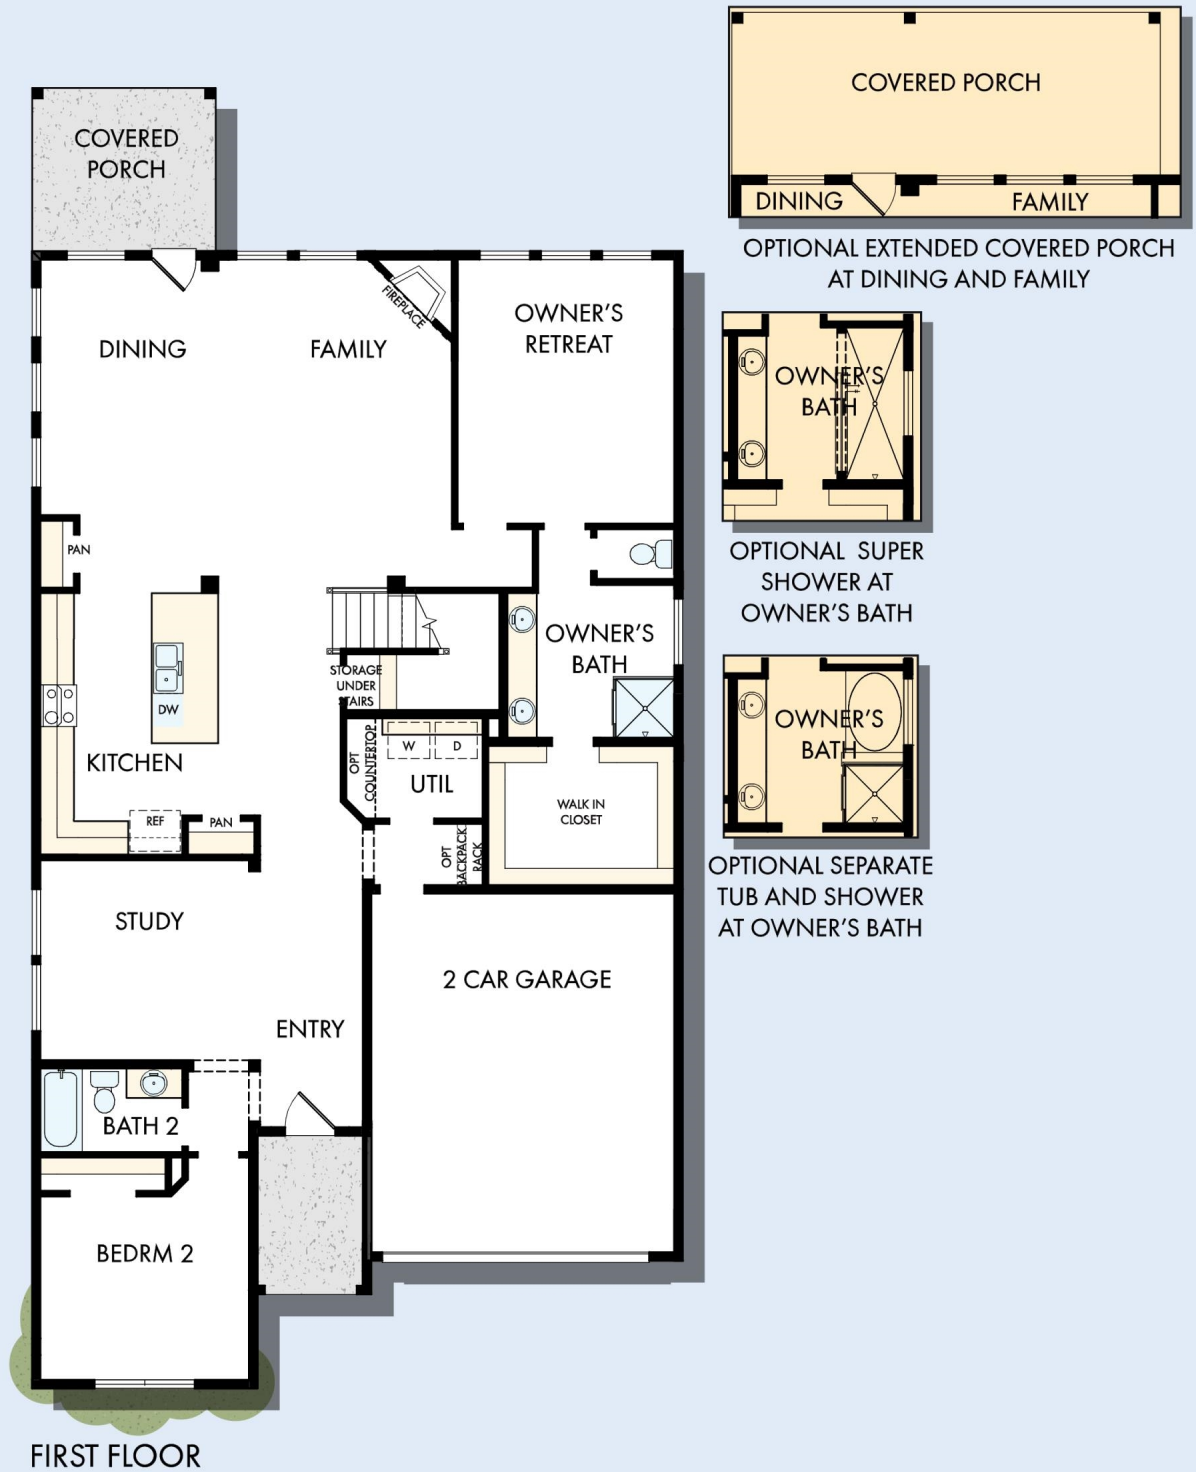 COVERED
PORCH
DINING
FAMILY
FIREPLACE
OWNER'S
RETREAT
PAN
DW
KITCHEN
REF
PAN
STORAGE
UNDER
STAIRS
OPT
COUNTERTOP
W
D
UTIL
OPT
BACKPACK
RACK
OWNER'S
BATH
WALK IN
CLOSET
STUDY
ENTRY
2 CAR GARAGE
BATH 2
BEDRM 2
FIRST FLOOR
COVERED PORCH
DINING
FAMILY
OPTIONAL EXTENDED COVERED PORCH
AT DINING AND FAMILY
OWNER'S
BATH
OPTIONAL SUPER
SHOWER AT
OWNER'S BATH
OWNER'S
BATH
OPTIONAL SEPARATE
TUB AND SHOWER
AT OWNER'S BATH